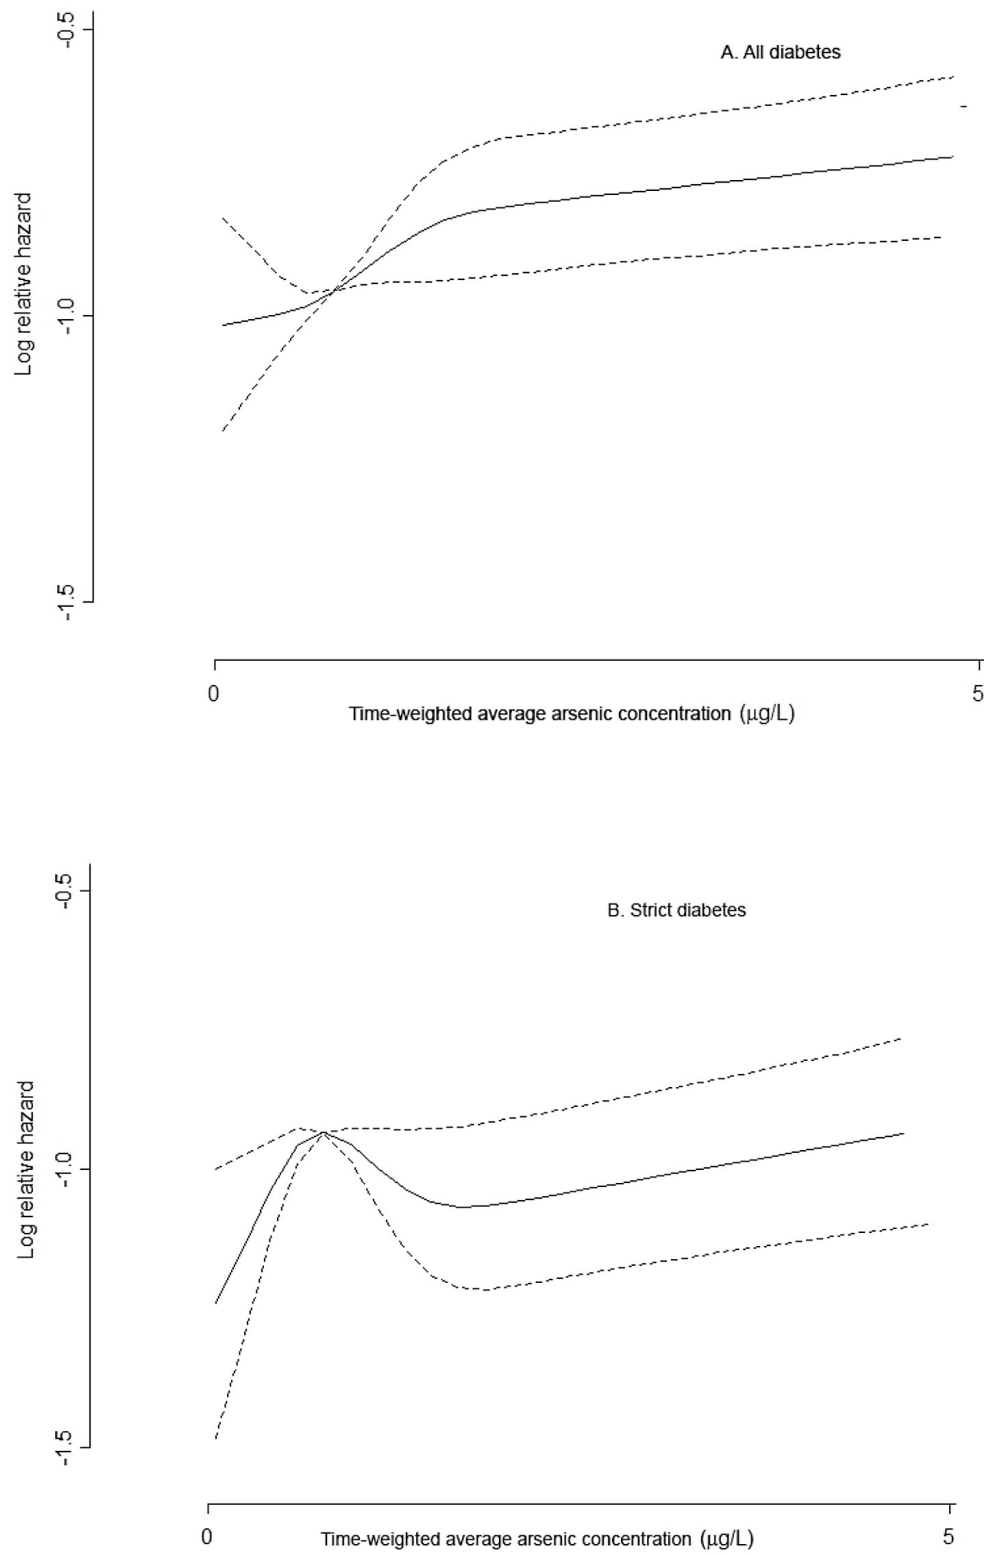 -0.5
A. All diabetes
Log relative hazard
-1.0
-1.5
0
5
Time-weighted average arsenic concentration (μg/L)
-0.5
B. Strict diabetes
Log relative hazard
-1.0
-1.5
0
5
Time-weighted average arsenic concentration (μg/L)